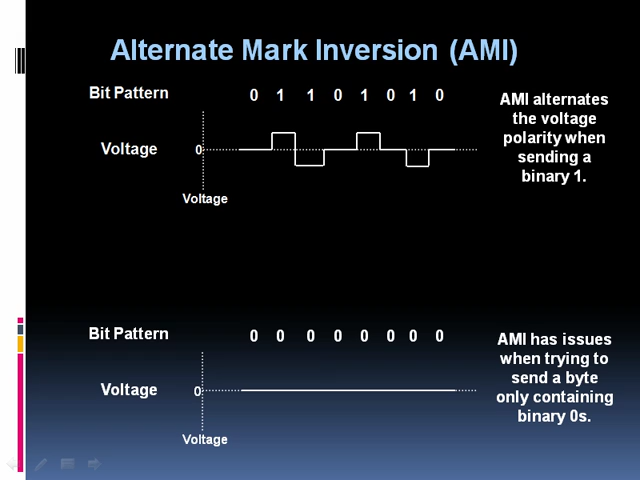 Alternate Mark Inversion (AMI)
Bit Pattern 0 1 1 0 1 0 1 0
Voltage 0
Voltage
AMI alternates
the voltage
polarity when
sending a
binary 1.
Bit Pattern 0 0 0 0 0 0 0 0
Voltage 0
Voltage
AMI has issues
when trying to
send a byte
only containing
binary 0s.